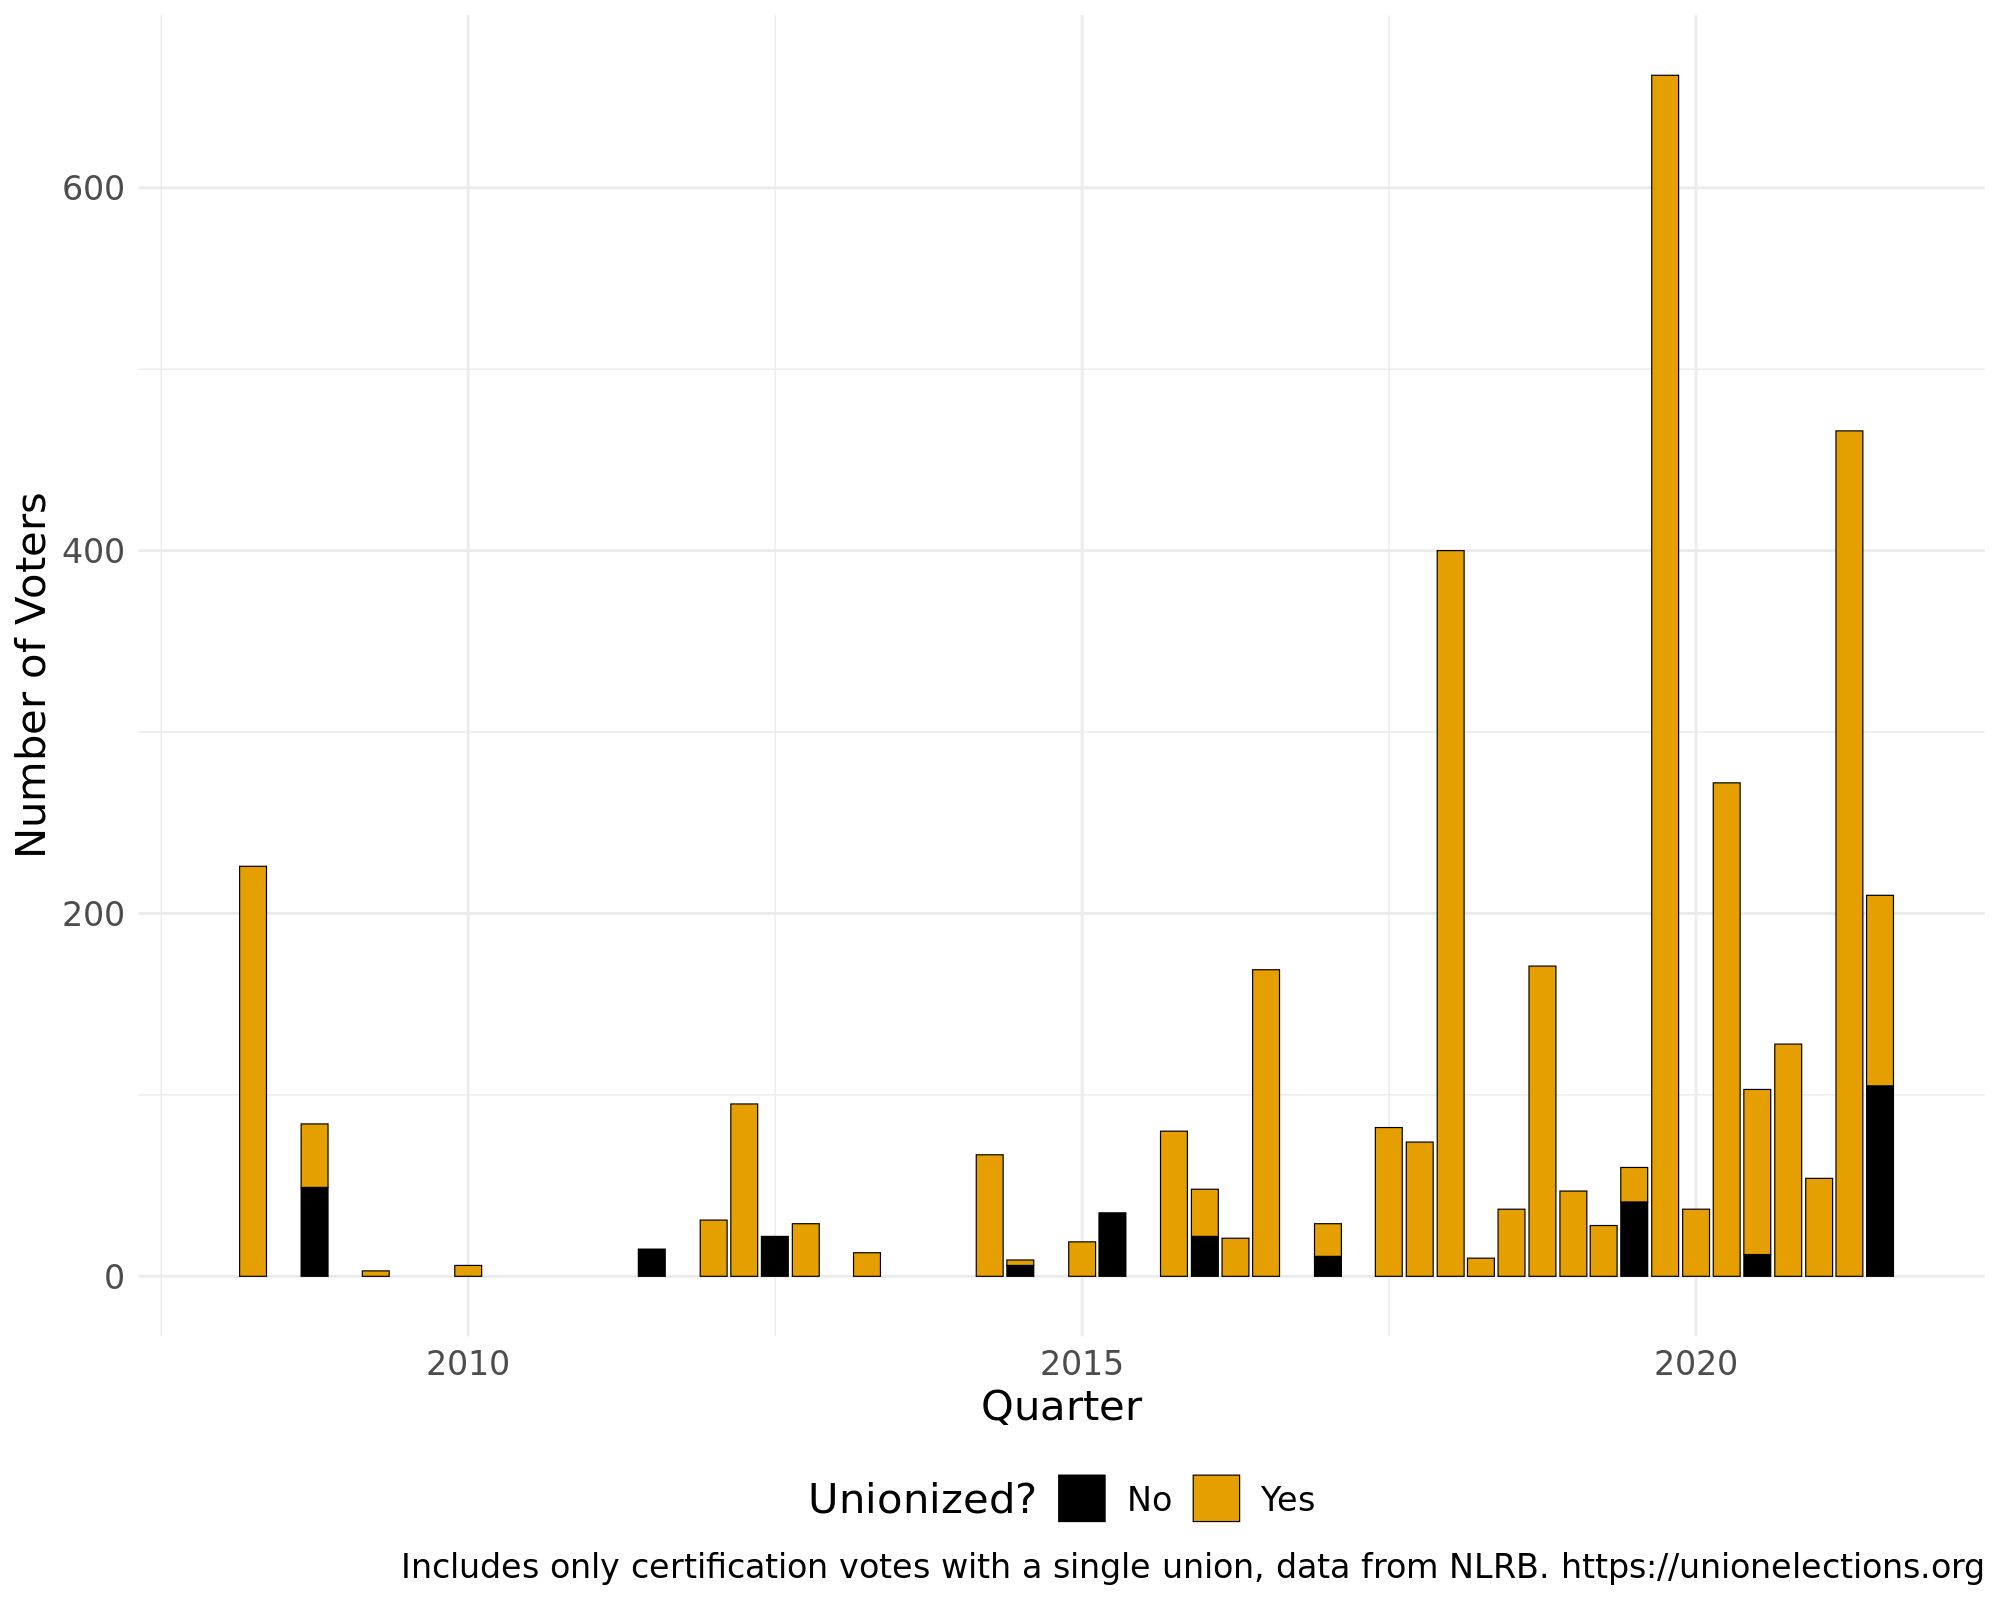 600
400
200
0
Number of Voters
2010 2015 2020
Quarter
Unionized? No Yes
Includes only certification votes with a single union, data from NLRB. https://unionelections.org